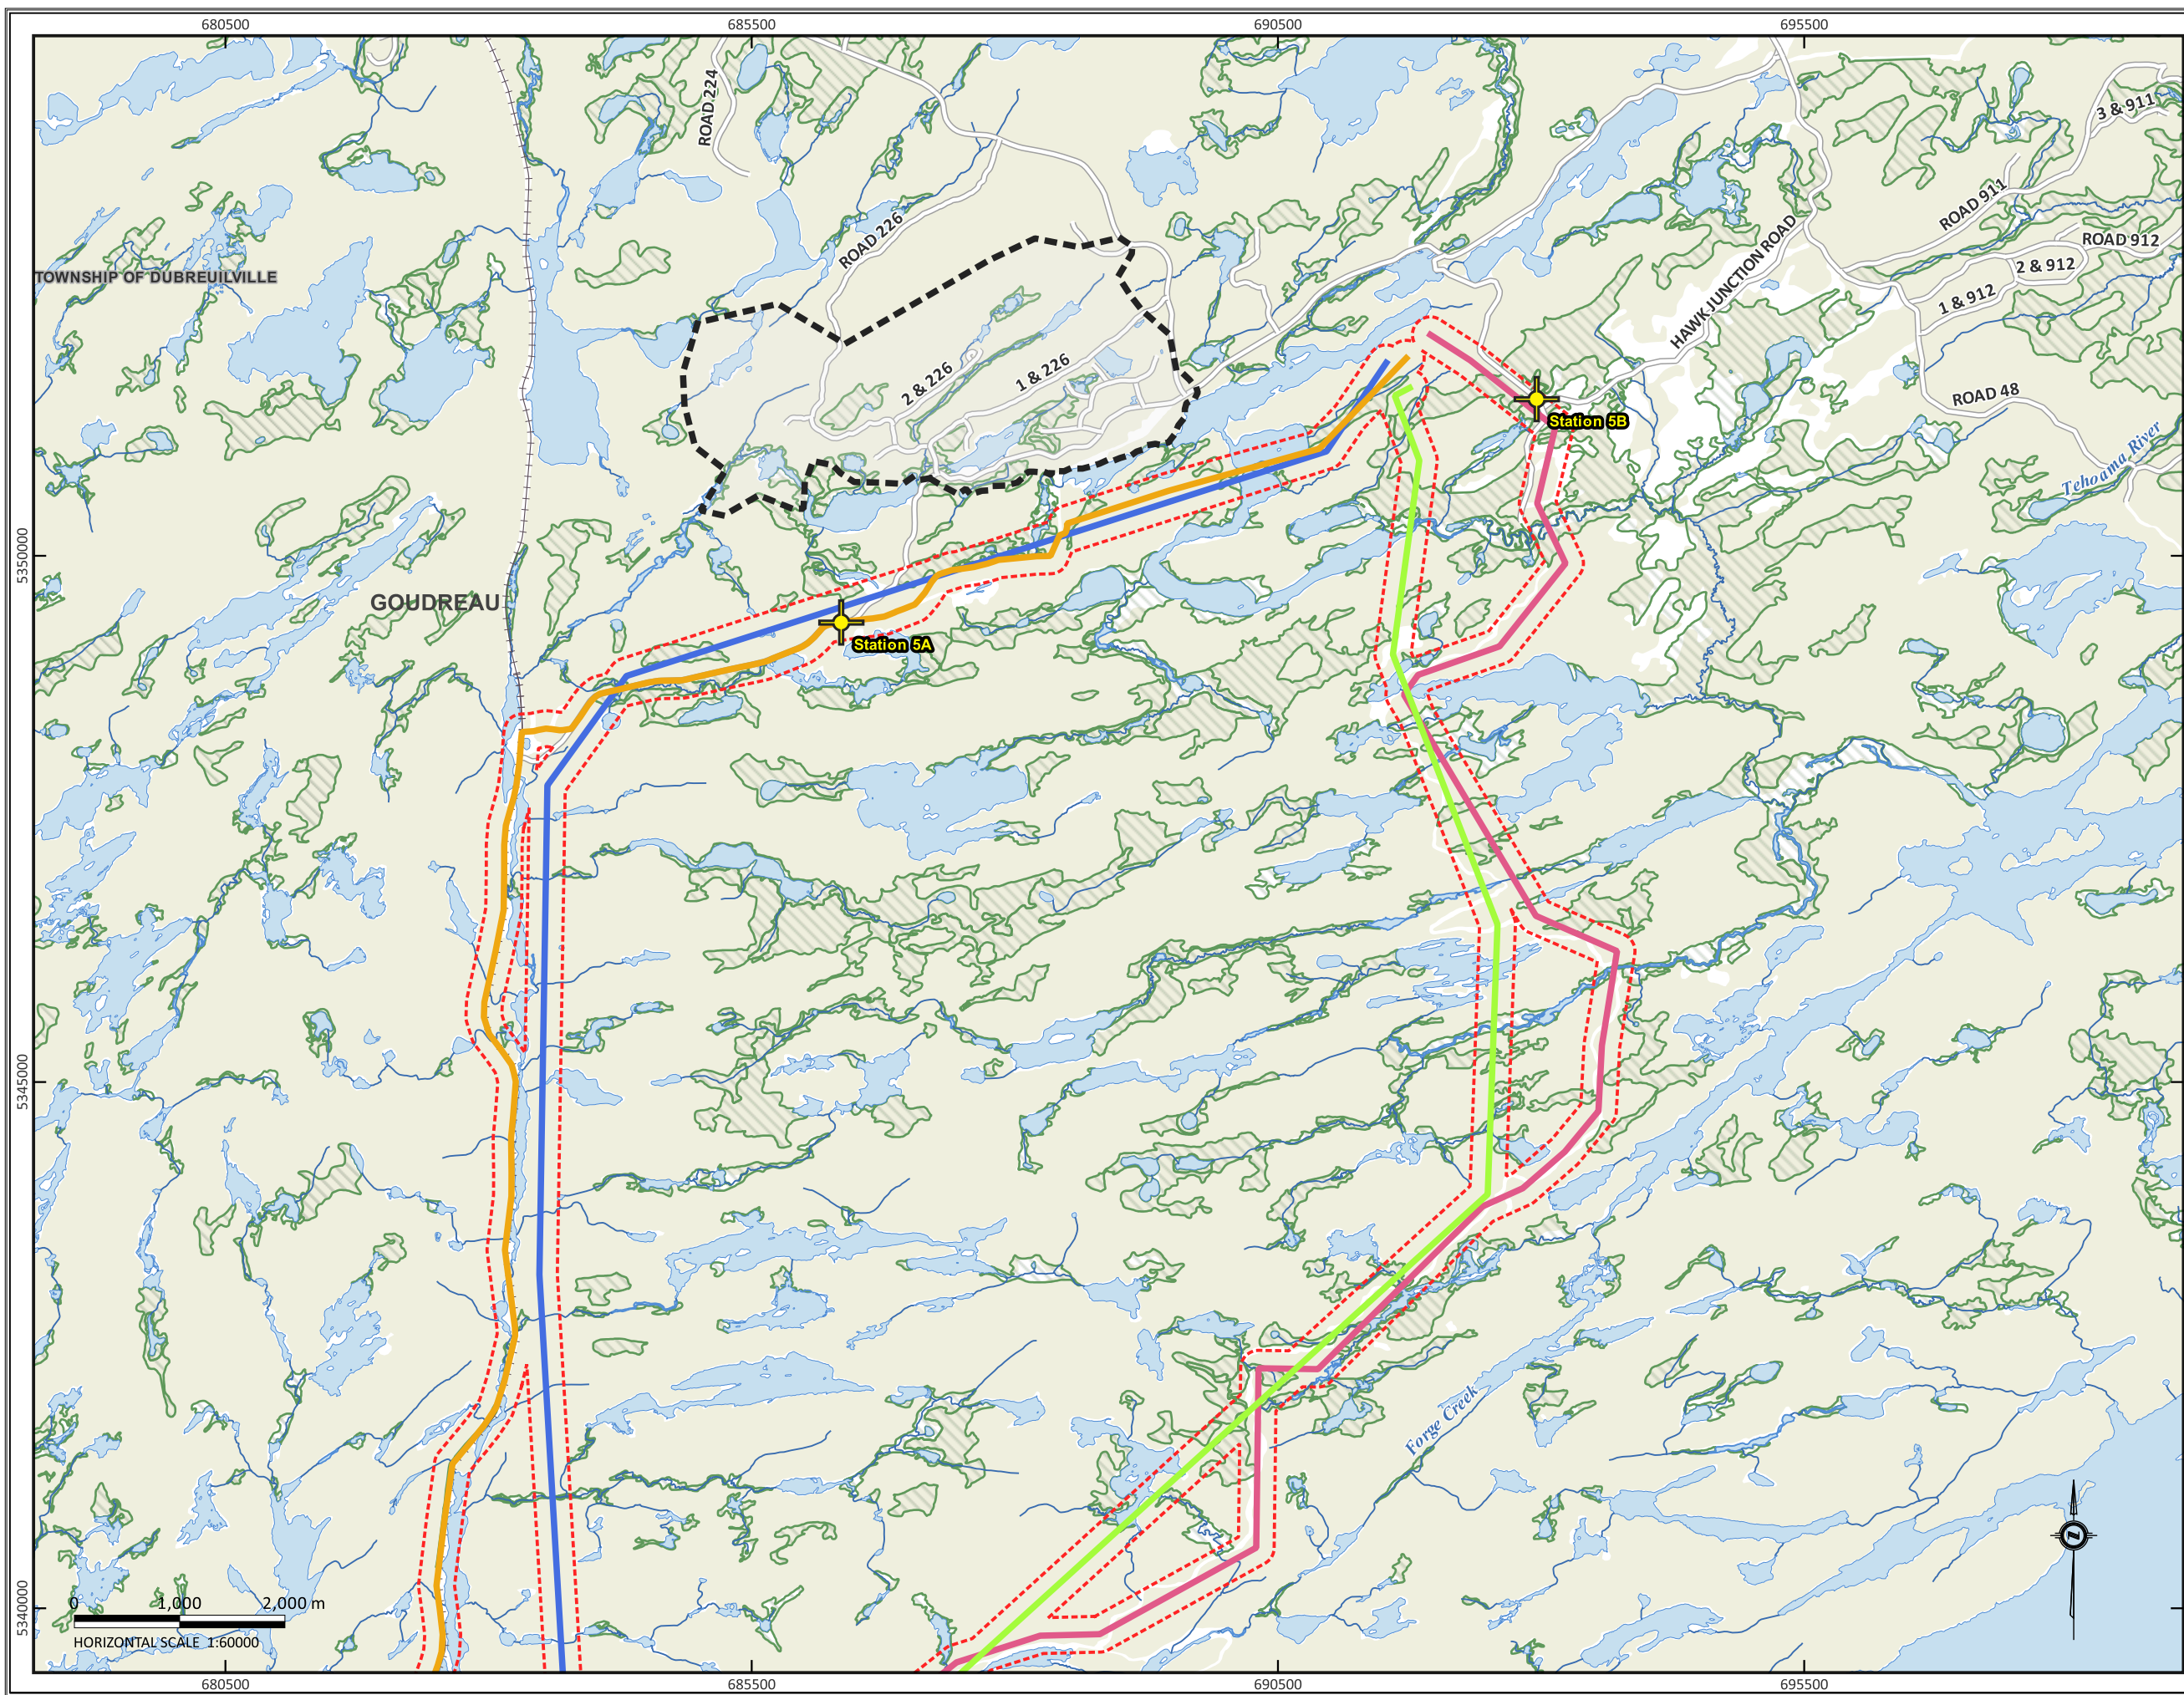 680500
685500
690500
695500
ROAD 224
3 & 911
ROAD 911
ROAD 226
HAWK JUNCTION ROAD
ROAD 912
2 & 912
1 & 912
TOWNSHIP OF DUBREUILVILLE
2 & 226
1 & 226
ROAD 48
Station 5B
Tehoama River
5350000
GOUDREAU
Station 5A
5345000
Forge Creek
5340000
0 1,000 2,000 m
HORIZONTAL SCALE 1:60000
Z
680500
685500
690500
695500